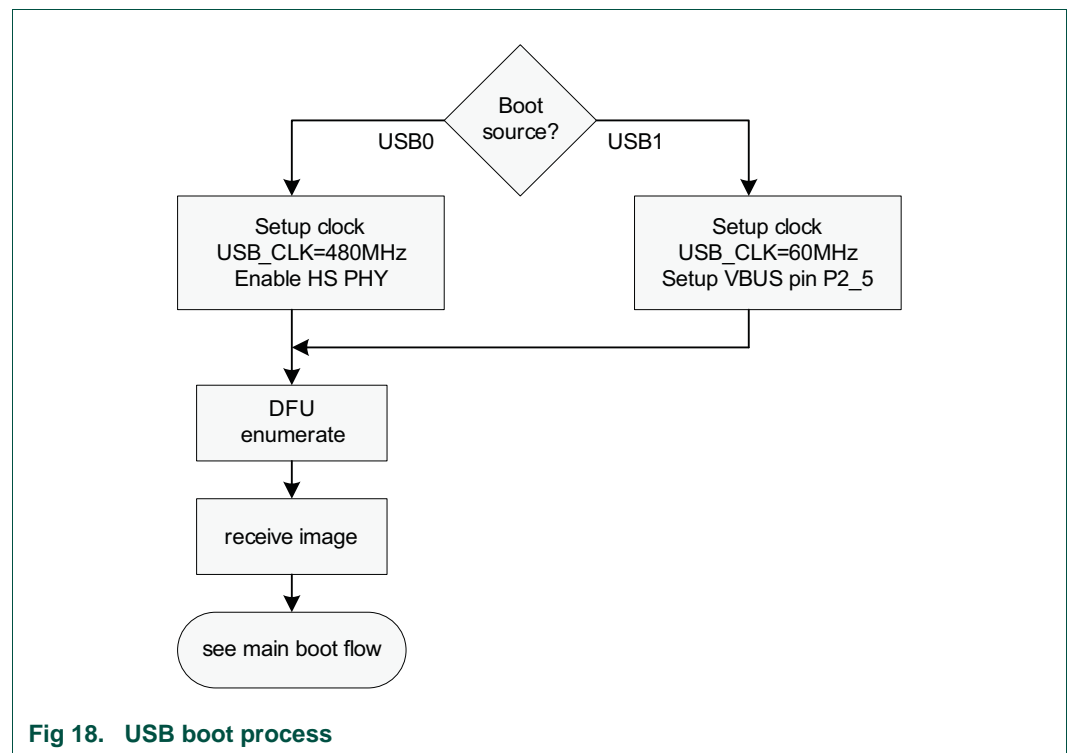 Boot
source?
USB0
USB1
Setup clock
USB_CLK=480MHz
Enable HS PHY
Setup clock
USB_CLK=60MHz
Setup VBUS pin P2_5
DFU
enumerate
receive image
see main boot flow
Fig 18. USB boot process